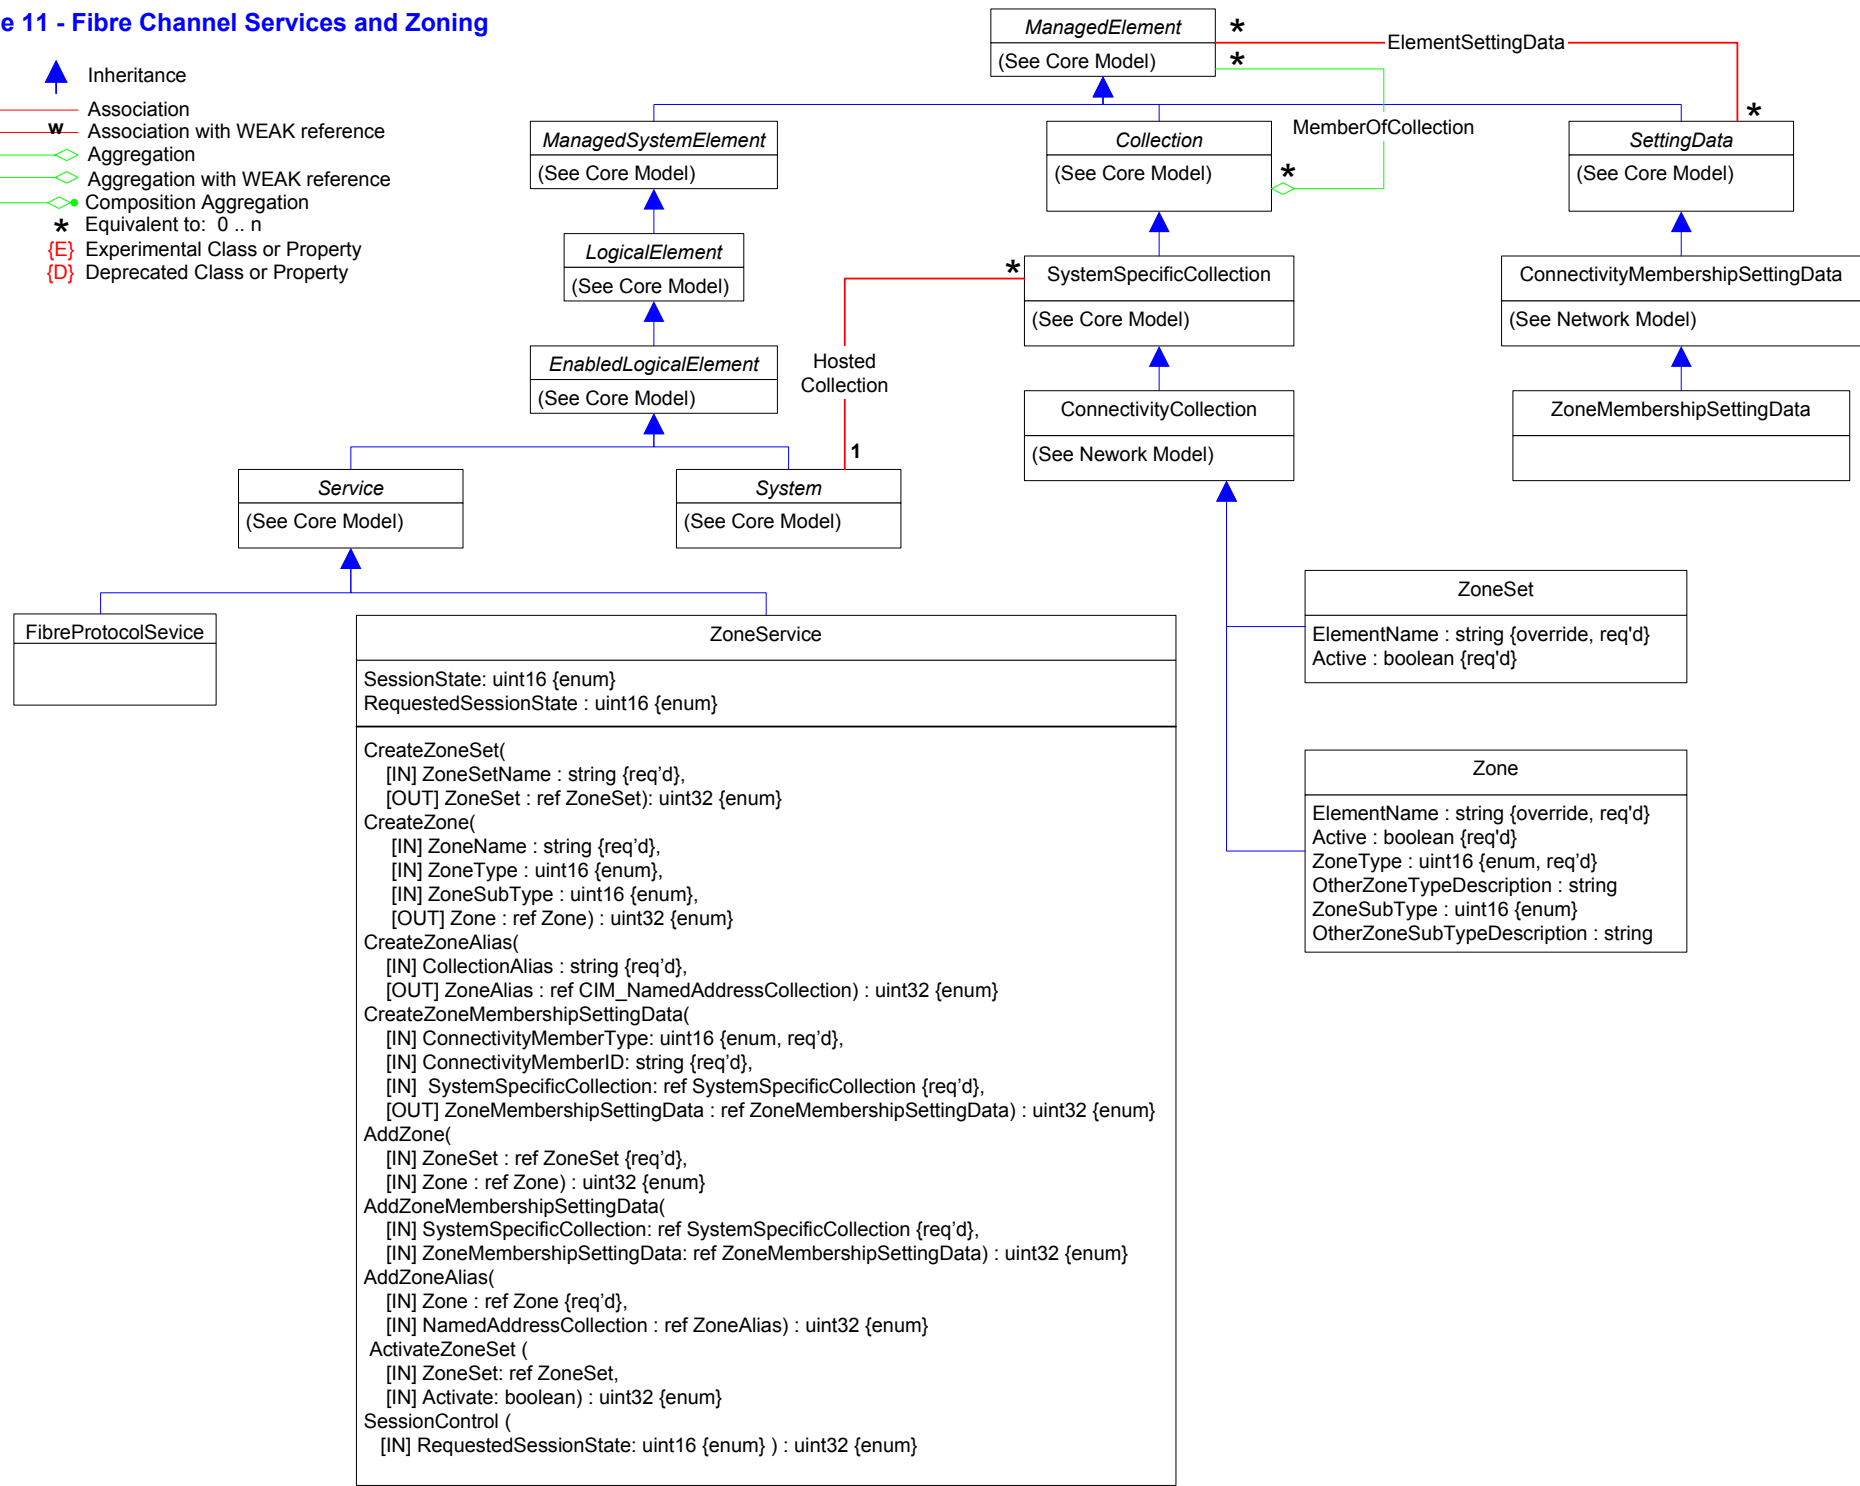 e 11 - Fibre Channel Services and Zoning
Inheritance
Association
w Association with WEAK reference
Aggregation
Aggregation with WEAK reference
Composition Aggregation
* Equivalent to: 0 .. n
{E} Experimental Class or Property
{D} Deprecated Class or Property
ManagedElement
(See Core Model)
*
*
ElementSettingData
*
MemberOfCollection
*
ManagedSystemElement
(See Core Model)
Collection
(See Core Model)
SettingData
(See Core Model)
LogicalElement
(See Core Model)
*
SystemSpecificCollection
(See Core Model)
ConnectivityMembershipSettingData
(See Network Model)
EnabledLogicalElement
(See Core Model)
Hosted
Collection
1
ConnectivityCollection
(See Nework Model)
ZoneMembershipSettingData
Service
(See Core Model)
System
(See Core Model)
FibreProtocolSevice
ZoneService
SessionState: uint16 {enum}
RequestedSessionState : uint16 {enum}
CreateZoneSet(
[IN] ZoneSetName : string {req'd},
[OUT] ZoneSet : ref ZoneSet): uint32 {enum}
CreateZone(
[IN] ZoneName : string {req’d},
[IN] ZoneType : uint16 {enum},
[IN] ZoneSubType : uint16 {enum},
[OUT] Zone : ref Zone) : uint32 {enum}
CreateZoneAlias(
[IN] CollectionAlias : string {req’d},
[OUT] ZoneAlias : ref CIM_NamedAddressCollection) : uint32 {enum}
CreateZoneMembershipSettingData(
[IN] ConnectivityMemberType: uint16 {enum, req’d},
[IN] ConnectivityMemberID: string {req’d},
[IN] SystemSpecificCollection: ref SystemSpecificCollection {req’d},
[OUT] ZoneMembershipSettingData : ref ZoneMembershipSettingData) : uint32 {enum}
AddZone(
[IN] ZoneSet : ref ZoneSet {req’d},
[IN] Zone : ref Zone) : uint32 {enum}
AddZoneMembershipSettingData(
[IN] SystemSpecificCollection: ref SystemSpecificCollection {req’d},
[IN] ZoneMembershipSettingData: ref ZoneMembershipSettingData) : uint32 {enum}
AddZoneAlias(
[IN] Zone : ref Zone {req’d},
[IN] NamedAddressCollection : ref ZoneAlias) : uint32 {enum}
ActivateZoneSet (
[IN] ZoneSet: ref ZoneSet,
[IN] Activate: boolean) : uint32 {enum}
SessionControl (
[IN] RequestedSessionState: uint16 {enum} ) : uint32 {enum}
ZoneSet
ElementName : string {override, req'd}
Active : boolean {req'd}
Zone
ElementName : string {override, req'd}
Active : boolean {req'd}
ZoneType : uint16 {enum, req’d}
OtherZoneTypeDescription : string
ZoneSubType : uint16 {enum}
OtherZoneSubTypeDescription : string